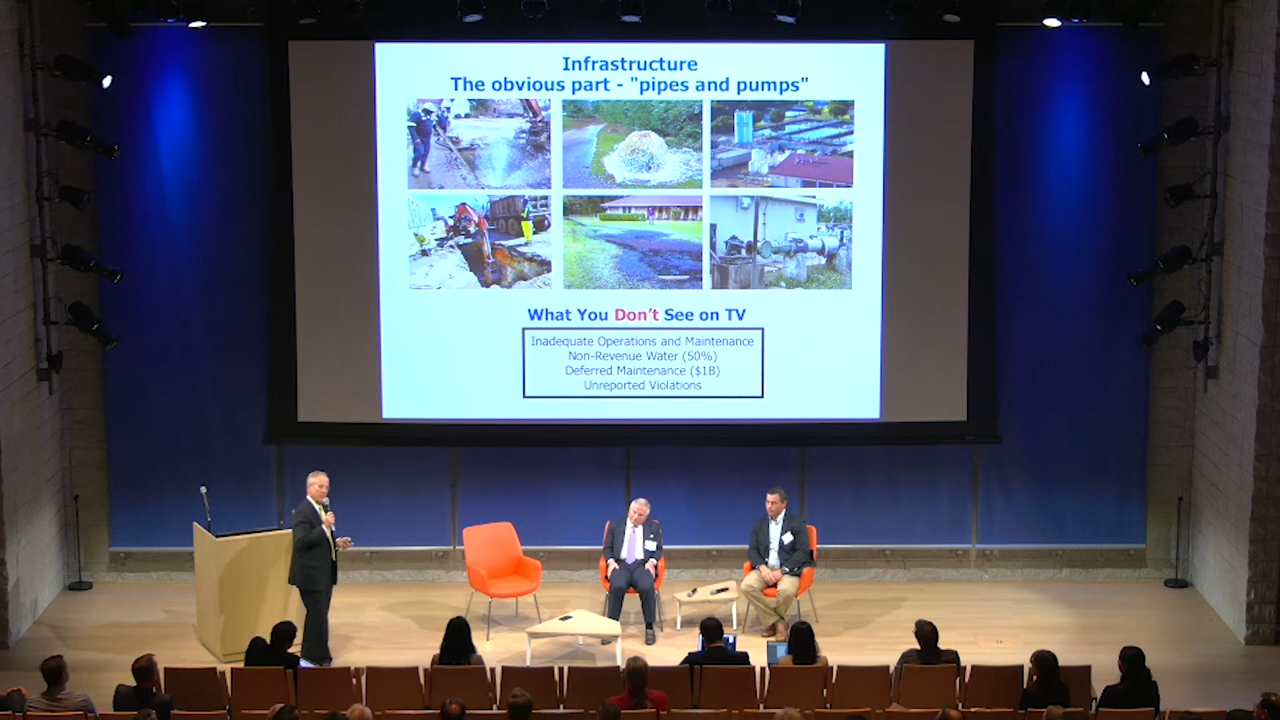 Infrastructure
The obvious part - "pipes and pumps"
What You Don't See on TV
Inadequate Operations and Maintenance
Non-Revenue Water (50%)
Deferred Maintenance ($1B)
Unreported Violations